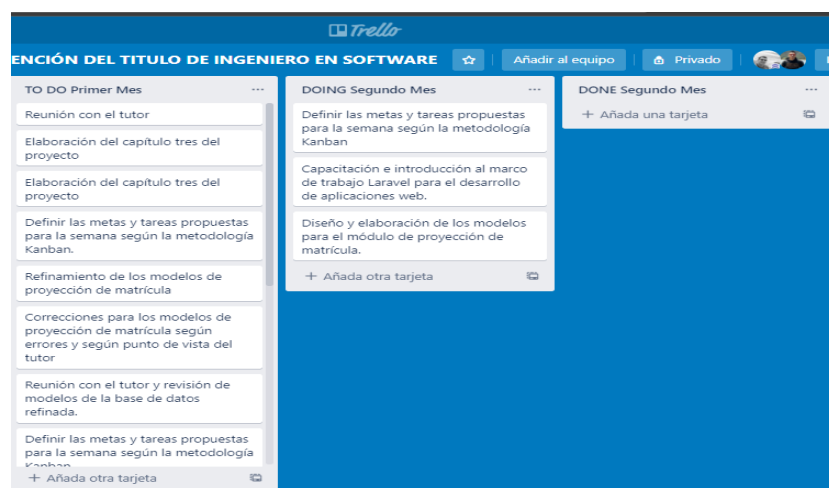 Trello
ENCIÓN DEL TITULO DE INGENIERO EN SOFTWARE
Añadir al equipo
Privado
TO DO Primer Mes
Reunión con el tutor
Elaboración del capítulo tres del
proyecto
Elaboración del capítulo tres del
proyecto
Definir las metas y tareas propuestas
para la semana según la metodología
Kanban.
Refinamiento de los modelos de
proyección de matrícula
Correcciones para los modelos de
proyección de matrícula según
errores y según punto de vista del
tutor
Reunión con el tutor y revisión de
modelos de la base de datos
refinada.
Definir las metas y tareas propuestas
para la semana según la metodología
Kanban
+ Añada otra tarjeta
DOING Segundo Mes
Definir las metas y tareas propuestas
para la semana según la metodología
Kanban
Capacitación e introducción al marco
de trabajo Laravel para el desarrollo
de aplicaciones web.
Diseño y elaboración de los modelos
para el módulo de proyección de
matrícula.
+ Añada otra tarjeta
DONE Segundo Mes
+ Añada una tarjeta